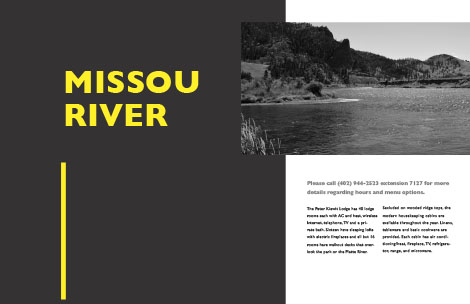 MISSOU
RIVER
Please call (402) 944-2523 extension 7127 for more
details regarding hours and menu options.
The Peter Kiewit Lodge has 40 lodge
rooms each with AC and heat, wireless
Internet, telephone, TV and a pri-
vate bath. Sixteen have sleeping lofts
with electric fireplaces and all but 16
rooms have walkout decks that over-
look the park or the Platte River.
Secluded on wooded ridge tops, the
modern housekeeping cabins are
available throughout the year. Linens,
tableware and basic cookware are
provided. Each cabin has air condi-
tioning/heat, fireplace, TV, refrigera-
tor, range, and microwave.